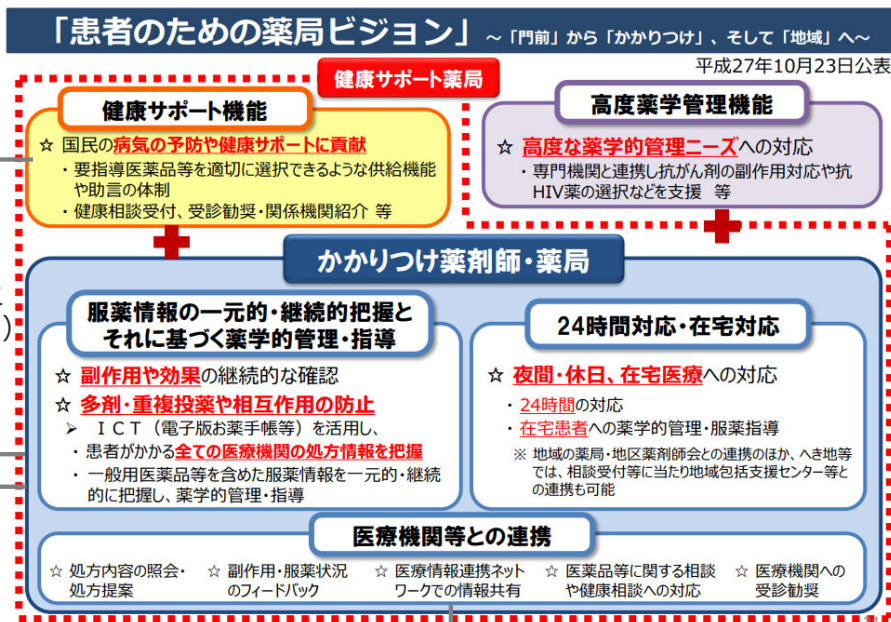 「患者のための薬局ビジョン」 ～「門前」から「かかりつけ」、そして「地域」へ～
平成27年10月23日公表
健康サポート薬局
健康サポート機能
☆ 国民の病気の予防や健康サポートに貢献
・要指導医薬品等を適切に選択できるような供給機能
や助言の体制
・健康相談受付、受診勧奨・関係機関紹介 等
高度薬学管理機能
☆ 高度な薬学的管理ニーズへの対応
・専門機関と連携し抗がん剤の副作用対応や抗
HIV薬の選択などを支援 等
かかりつけ薬剤師・薬局
服薬情報の一元的・継続的把握と
それに基づく薬学的管理・指導
☆ 副作用や効果の継続的な確認
☆ 多剤・重複投薬や相互作用の防止
➢ ICT（電子版お薬手帳等）を活用し、
・患者がかかる全ての医療機関の処方情報を把握
・一般用医薬品等を含めた服薬情報を一元的・継続
的に把握し、薬学的管理・指導
24時間対応・在宅対応
☆ 夜間・休日、在宅医療への対応
・24時間の対応
・在宅患者への薬学的管理・服薬指導
※ 地域の薬局・地区薬剤師会との連携のほか、へき地等
では、相談受付等に当たり地域包括支援センター等と
の連携も可能
医療機関等との連携
☆ 処方内容の照会・
処方提案
☆ 副作用・服薬状況
のフィードバック
☆ 医療情報連携ネット
ワークでの情報共有
☆ 医薬品等に関する相談
や健康相談への対応
☆ 医療機関への
受診勧奨
)